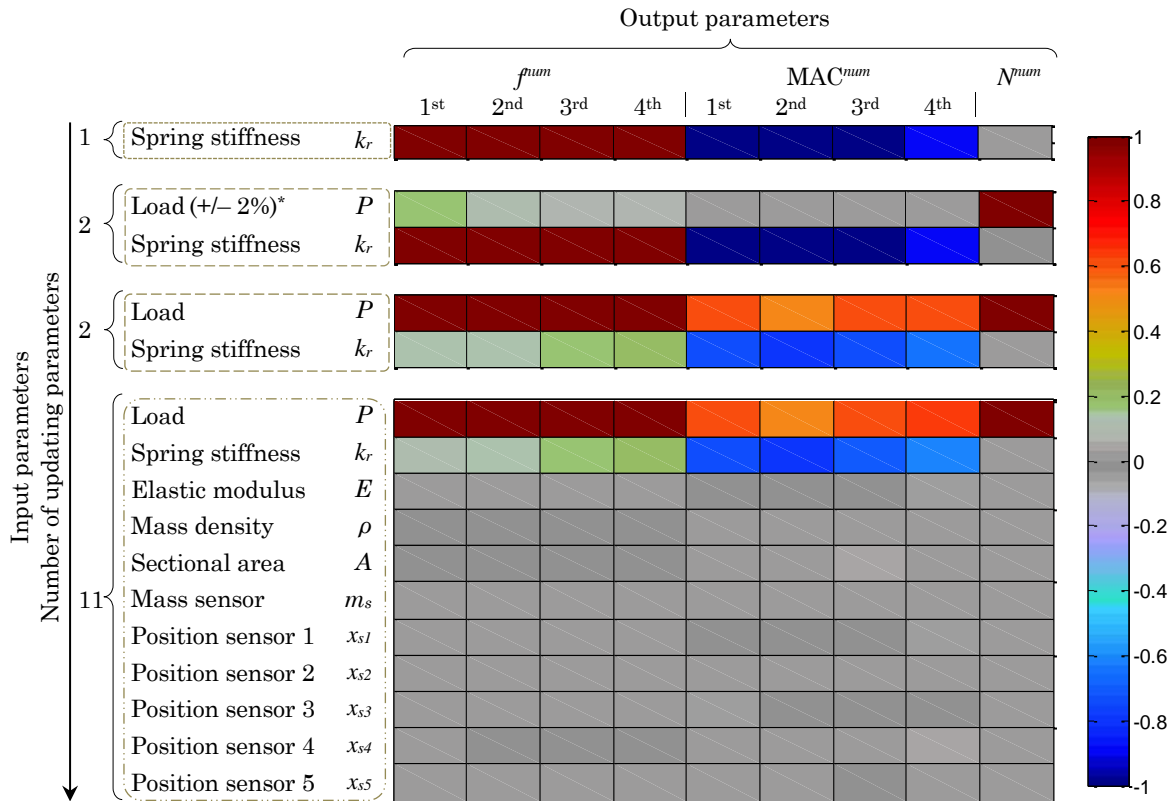 Output parameters
f^num MAC^num N^num
1st 2nd 3rd 4th 1st 2nd 3rd 4th
Input parameters
Number of updating parameters
1 Spring stiffness k_r
2 Load (+/– 2%)* P
Spring stiffness k_r
2 Load P
Spring stiffness k_r
11 Load P
Spring stiffness k_r
Elastic modulus E
Mass density ρ
Sectional area A
Mass sensor m_s
Position sensor 1 x_s1
Position sensor 2 x_s2
Position sensor 3 x_s3
Position sensor 4 x_s4
Position sensor 5 x_s5
1
0.8
0.6
0.4
0.2
0
-0.2
-0.4
-0.6
-0.8
-1